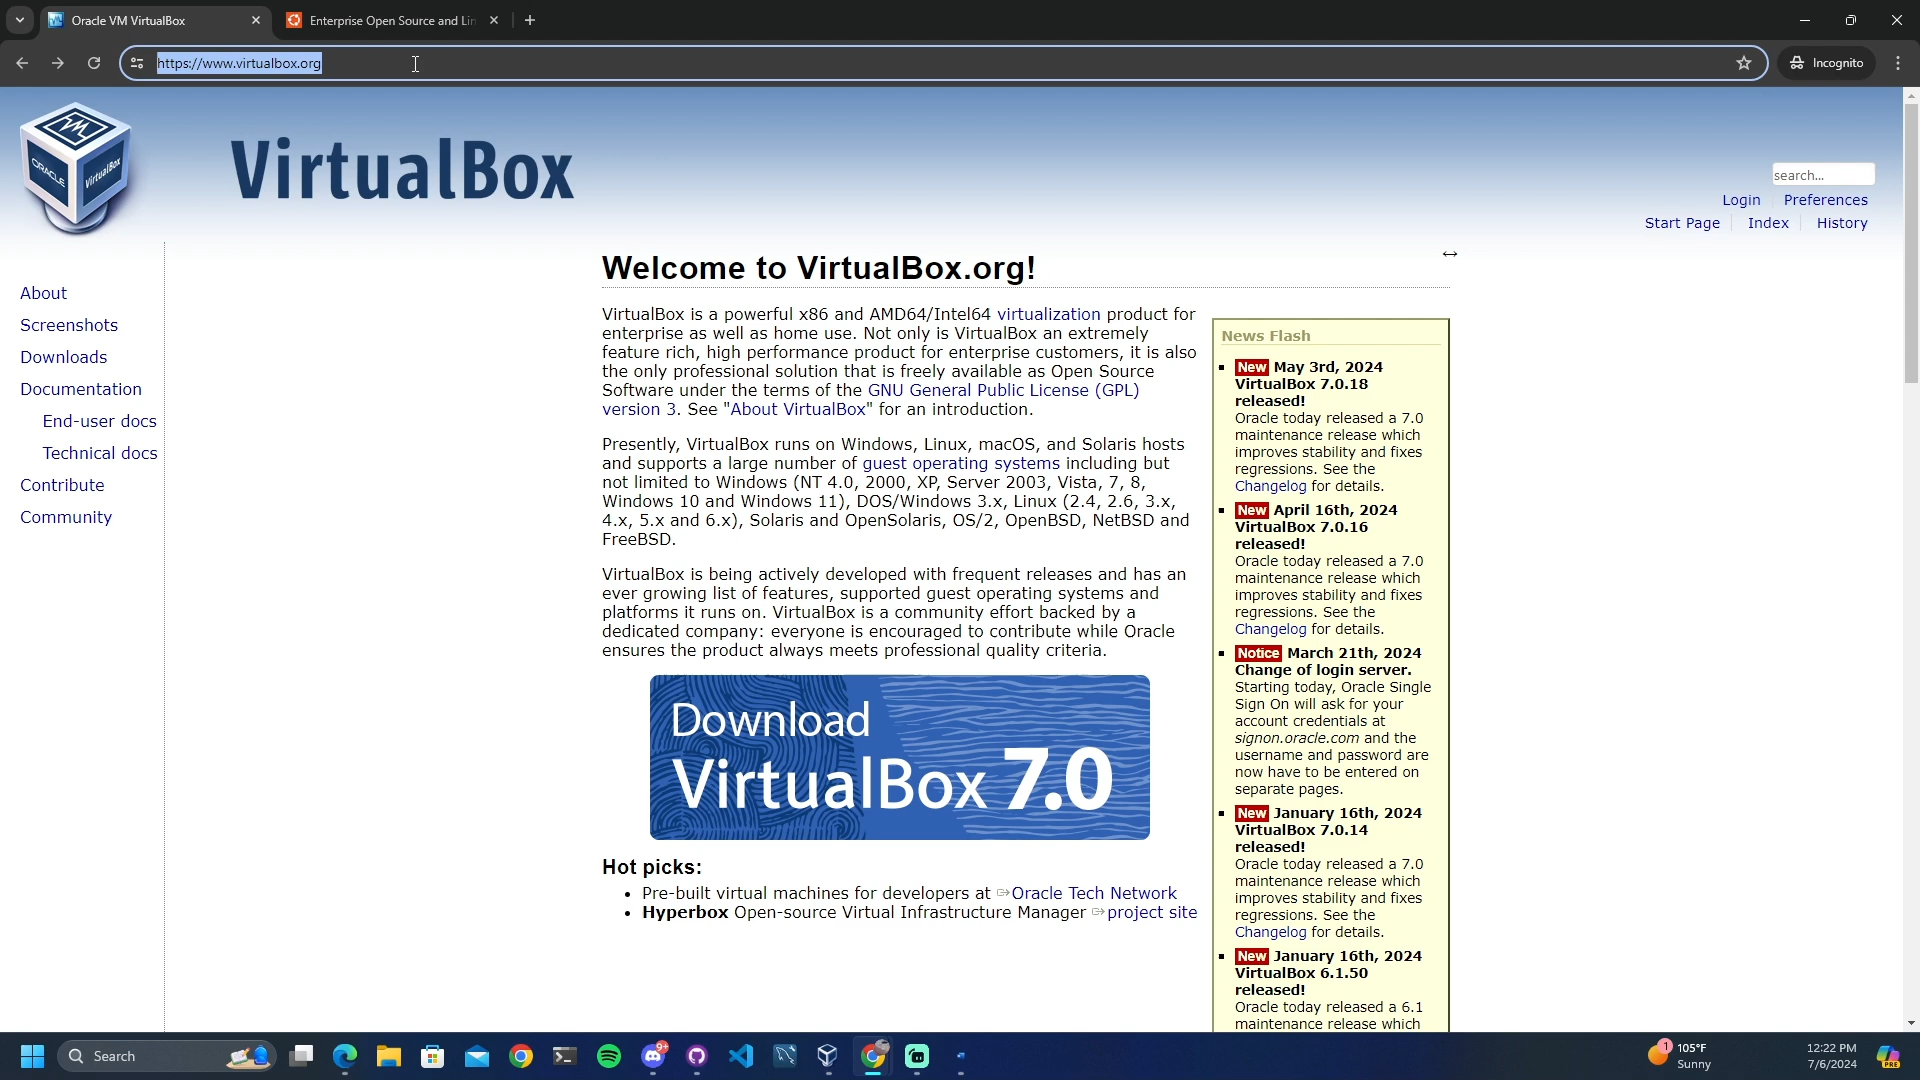 Oracle VM VirtualBox
Enterprise Open Source and Lin
https://www.virtualbox.org
Incognito
ORACLE
VirtualBox
VirtualBox
search...
Login
Preferences
Start Page
Index
History
About
Screenshots
Downloads
Documentation
End-user docs
Technical docs
Contribute
Community
Welcome to VirtualBox.org!
VirtualBox is a powerful x86 and AMD64/Intel64 virtualization product for
enterprise as well as home use. Not only is VirtualBox an extremely
feature rich, high performance product for enterprise customers, it is also
the only professional solution that is freely available as Open Source
Software under the terms of the GNU General Public License (GPL)
version 3. See "About VirtualBox" for an introduction.
Presently, VirtualBox runs on Windows, Linux, macOS, and Solaris hosts
and supports a large number of guest operating systems including but
not limited to Windows (NT 4.0, 2000, XP, Server 2003, Vista, 7, 8,
Windows 10 and Windows 11), DOS/Windows 3.x, Linux (2.4, 2.6, 3.x,
4.x, 5.x and 6.x), Solaris and OpenSolaris, OS/2, OpenBSD, NetBSD and
FreeBSD.
VirtualBox is being actively developed with frequent releases and has an
ever growing list of features, supported guest operating systems and
platforms it runs on. VirtualBox is a community effort backed by a
dedicated company: everyone is encouraged to contribute while Oracle
ensures the product always meets professional quality criteria.
Download
VirtualBox 7.0
Hot picks:
• Pre-built virtual machines for developers at Oracle Tech Network
• Hyperbox Open-source Virtual Infrastructure Manager project site
News Flash
New May 3rd, 2024
VirtualBox 7.0.18
released!
Oracle today released a 7.0
maintenance release which
improves stability and fixes
regressions. See the
Changelog for details.
New April 16th, 2024
VirtualBox 7.0.16
released!
Oracle today released a 7.0
maintenance release which
improves stability and fixes
regressions. See the
Changelog for details.
Notice March 21th, 2024
Change of login server.
Starting today, Oracle Single
Sign On will ask for your
account credentials at
signon.oracle.com and the
username and password are
now have to be entered on
separate pages.
New January 16th, 2024
VirtualBox 7.0.14
released!
Oracle today released a 7.0
maintenance release which
improves stability and fixes
regressions. See the
Changelog for details.
New January 16th, 2024
VirtualBox 6.1.50
released!
Oracle today released a 6.1
maintenance release which
Search
9+
1
105°F
Sunny
12:22 PM
7/6/2024
PRE